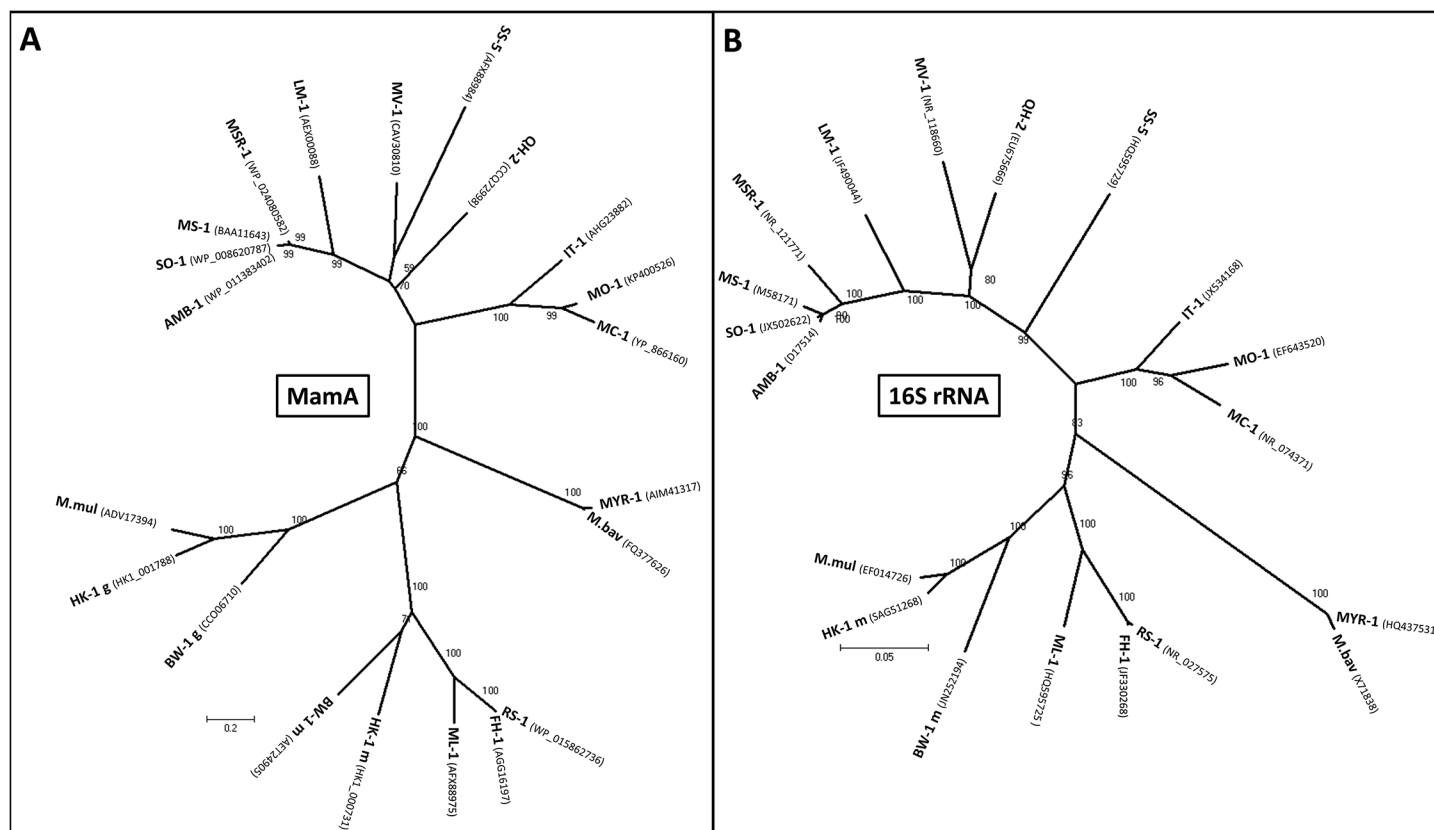 A
SS-5 (AFX88984)
LM-1 (AEX00088)
MV-1 (CAV30810)
MSR-1 (WP_024080582)
QH-2 (CCQ72998)
MS-1 (BAA11643)
SO-1 (WP_008620787)
AMB-1 (WP_011383402)
99
99
99
59
70
IT-1 (AHG23882)
MO-1 (KP400526)
MC-1 (YP_866160)
100
99
MamA
100
66
100
MYR-1 (AIM41317)
M.bav (FQ377626)
M.mul (ADV17394)
100
100
HK-1 g (HK1_001788)
BW-1 g (CCO06710)
100
71
100
100
BW-1 m (AET24905)
HK-1 m (HK1_000731)
ML-1 (AFX88975)
FH-1 (AGG16197)
RS-1 (WP_015862736)
0.2
B
MV-1 (NR_118660)
QH-2 (EU675666)
SS-5 (HQ595729)
LM-1 (JF490044)
MSR-1 (NR_121771)
MS-1 (M58171)
SO-1 (JX502622)
AMB-1 (D17514)
100
100
100
80
100
99
IT-1 (JX534168)
MO-1 (EF643520)
MC-1 (NR_074371)
100
96
16S rRNA
83
96
100
100
M.mul (EF014726)
HK-1 m (SAG51268)
BW-1 m (JN252194)
100
100
ML-1 (HQ595725)
FH-1 (JF330268)
RS-1 (NR_027575)
100
MYR-1 (HQ437531
M.bav (X71838)
0.05